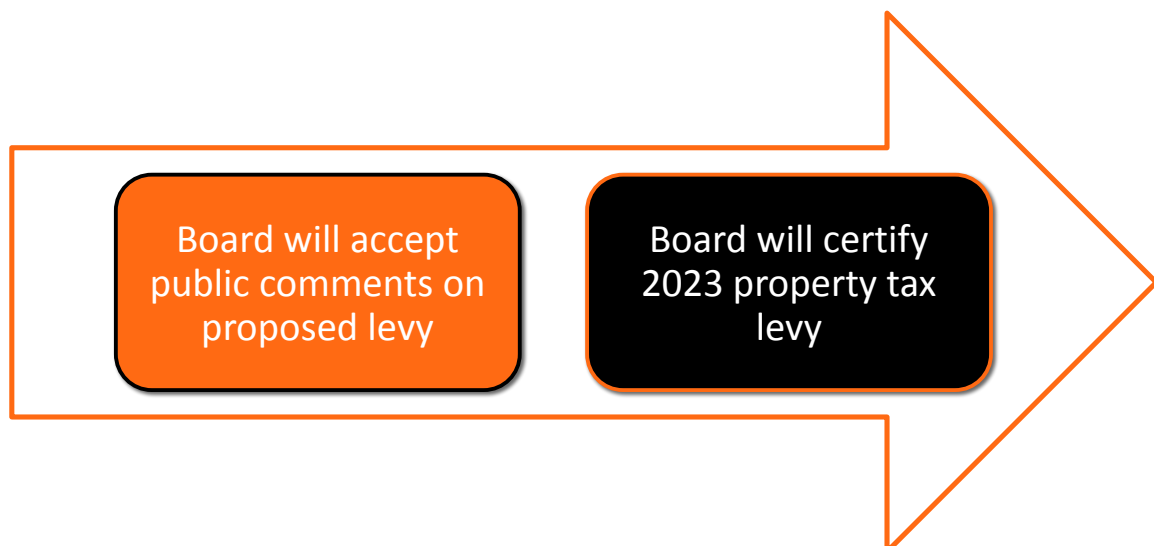 Board will accept
public comments on
proposed levy
Board will certify
2023 property tax
levy